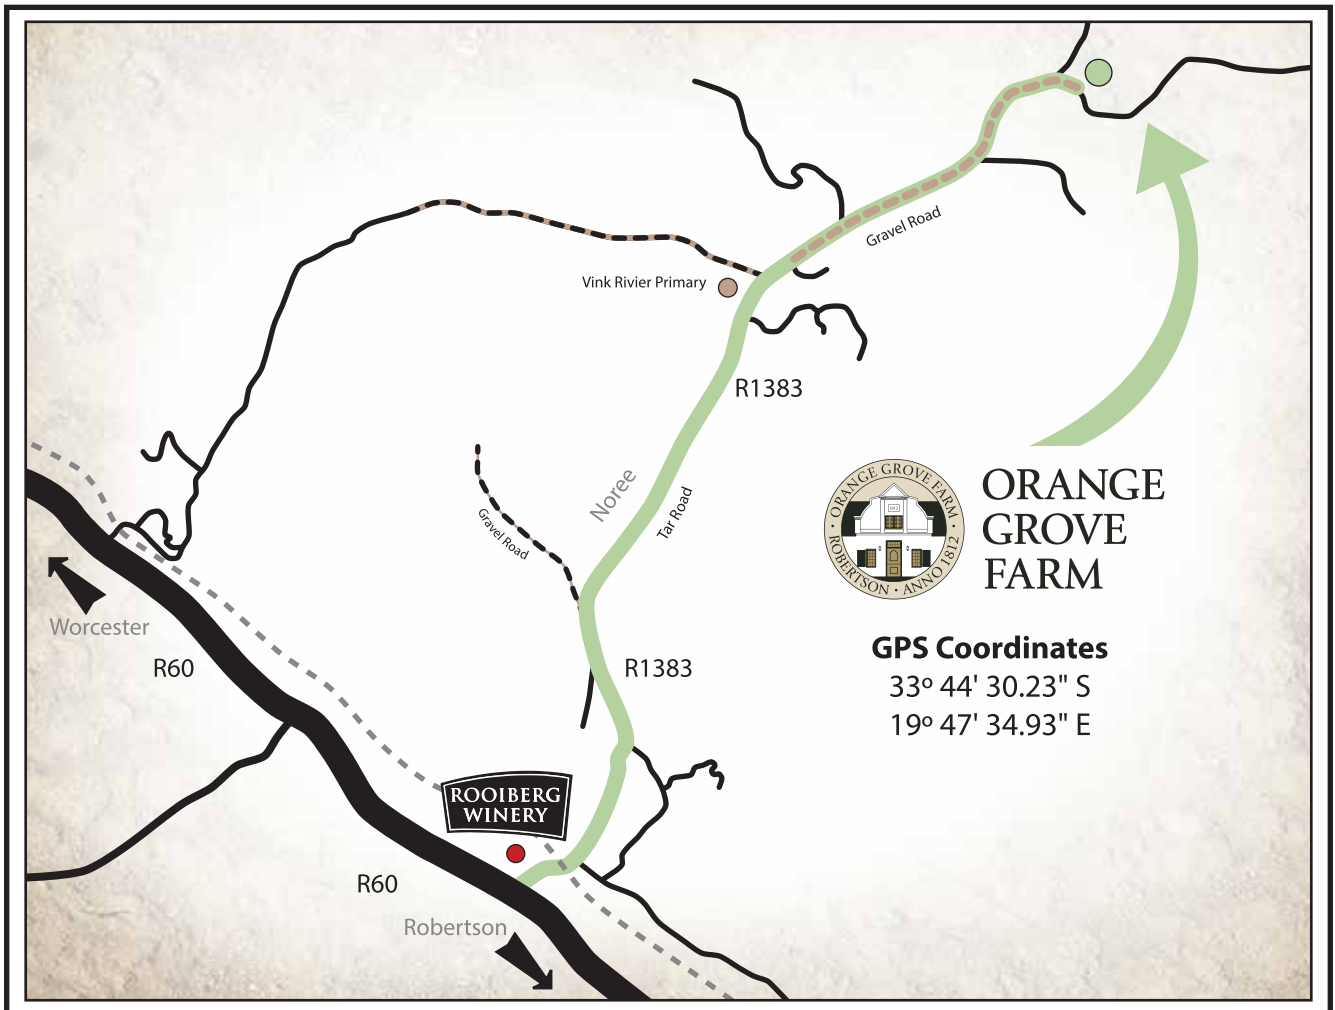 Gravel Road
Vink Rivier Primary
R1383
Noree
Tar Road
Gravel Road
ORANGE GROVE FARM
ROBERTSON · ANNO 1812
ORANGE
GROVE
FARM
GPS Coordinates
33º 44' 30.23" S
19º 47' 34.93" E
Worcester
R60
R1383
ROOIBERG
WINERY
R60
Robertson